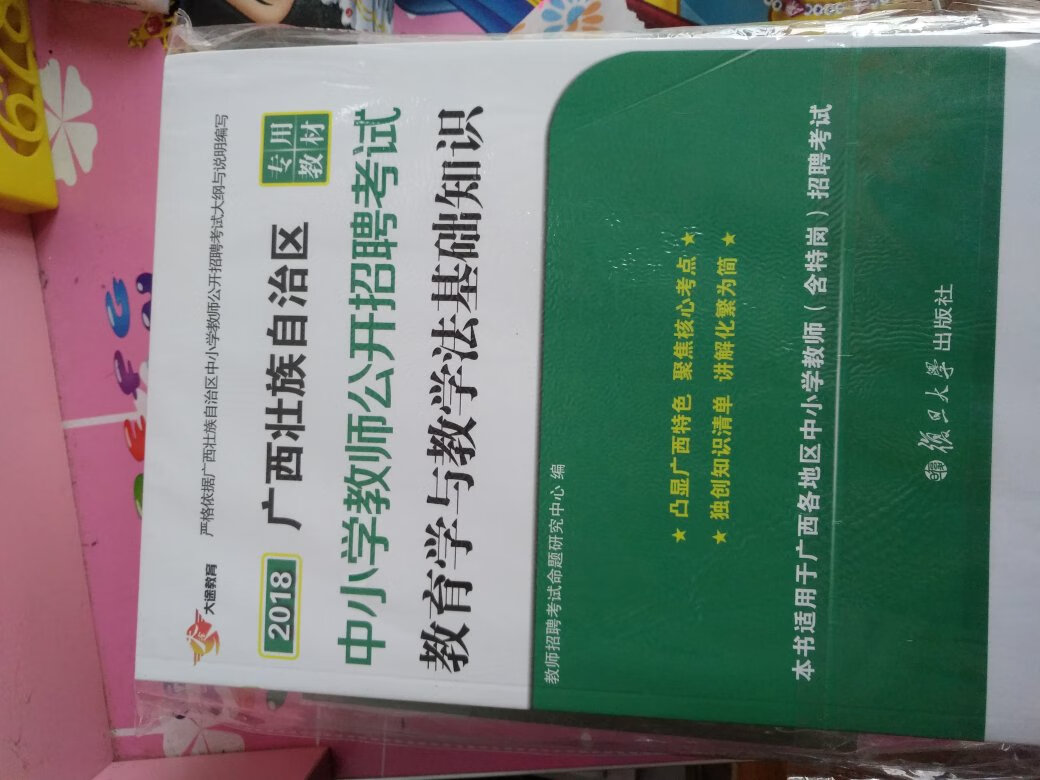 大途教育 严格依据广西壮族自治区中小学教师公开招聘考试大纲与说明编写
2018 广西壮族自治区 专用教材
中小学教师公开招聘考试
教育学与教学法基础知识
教师招聘考试命题研究中心 编
★ 凸显广西特色 聚焦核心考点 ★
★ 独创知识清单 讲解化繁为简 ★
本书适用于广西各地区中小学教师（含特岗）招聘考试
復旦大學 出版社